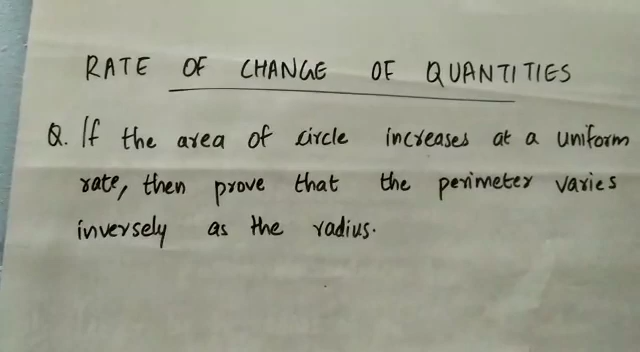 RATE OF CHANGE OF QUANTITIES
Q. If the area of circle increases at a uniform
rate, then prove that the perimeter varies
inversely as the radius.